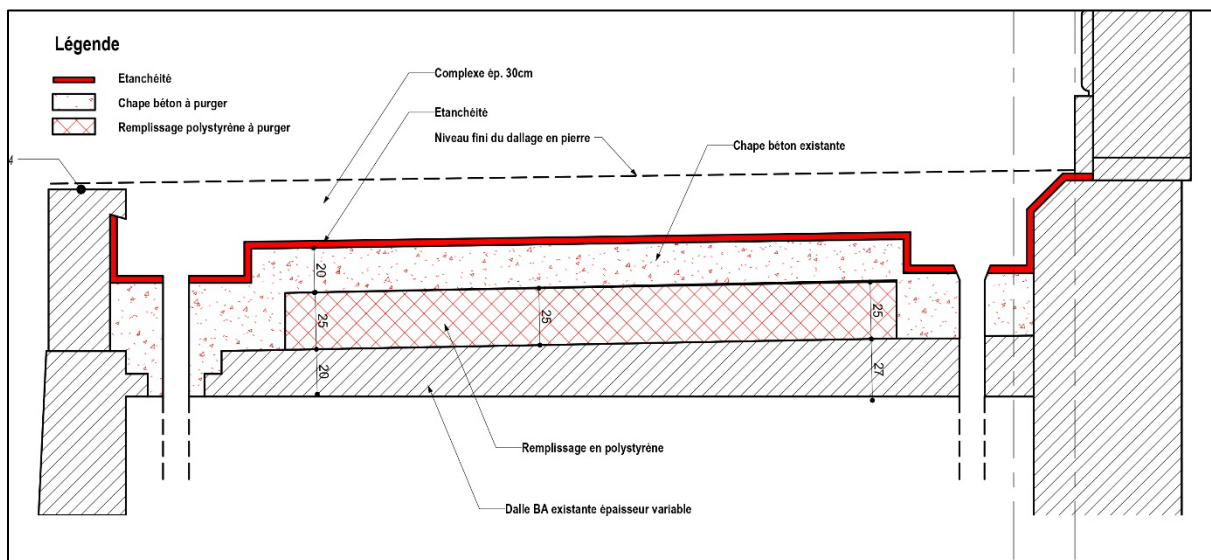 Légende
Etanchéité
Chape béton à purger
Remplissage polystyrène à purger
Complexe ép. 30cm
Etanchéité
Niveau fini du dallage en pierre
Chape béton existante
4
20
25
25
25
20
27
Remplissage en polystyrène
Dalle BA existante épaisseur variable